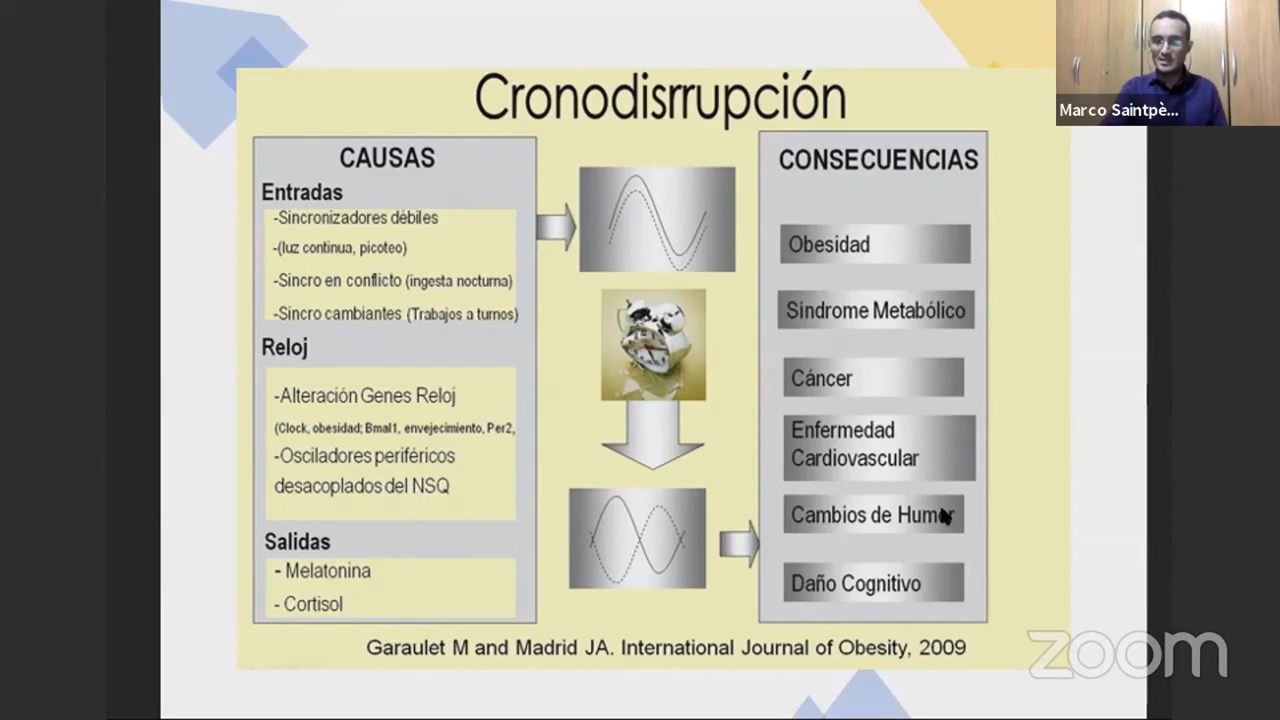 Cronodisrrupción
CAUSAS
Entradas
-Sincronizadores débiles
-(luz continua, picoteo)
-Sincro en conflicto (ingesta nocturna)
-Sincro cambiantes (Trabajos a turnos)
Reloj
-Alteración Genes Reloj
(Clock, obesidad; Bmal1, envejecimiento, Per2,
-Osciladores periféricos
desacoplados del NSQ
Salidas
- Melatonina
- Cortisol
CONSECUENCIAS
Obesidad
Síndrome Metabólico
Cáncer
Enfermedad
Cardiovascular
Cambios de Humor
Daño Cognitivo
Garaulet M and Madrid JA. International Journal of Obesity, 2009
Marco Saintpè...
zoom